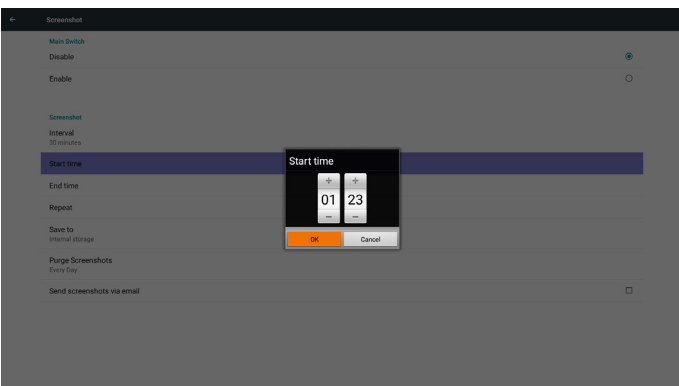 Screenshot
Main Switch
Disable
Enable
Screenshot
Interval
30 minutes
Start time
End time
Repeat
Save to
Internal storage
Purge Screenshots
Every Day
Send screenshots via email
Start time
+ +
01 23
- -
OK Cancel